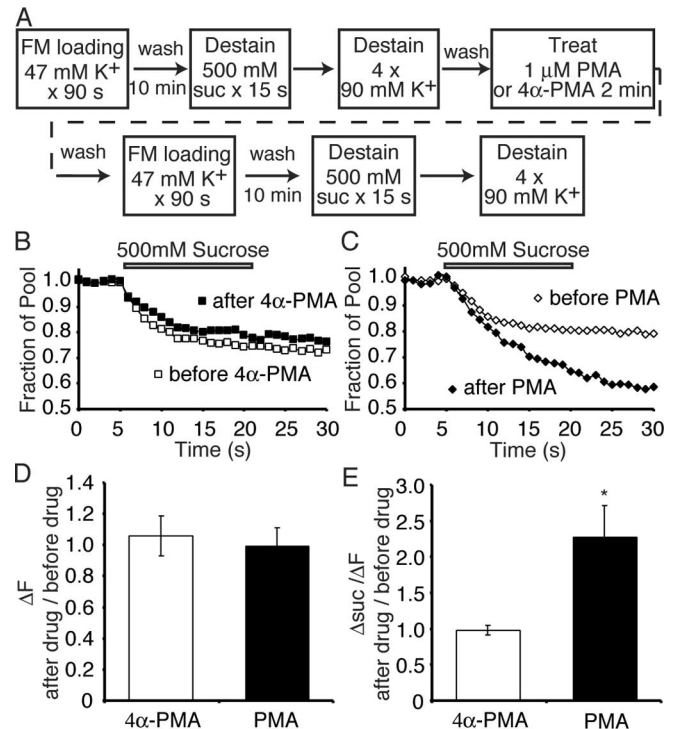 A
FM loading
47 mM K+
x 90 s
wash
10 min
Destain
500 mM
suc x 15 s
Destain
4 x
90 mM K+
wash
Treat
1 µM PMA
or 4α-PMA 2 min
wash
FM loading
47 mM K+
x 90 s
wash
10 min
Destain
500 mM
suc x 15 s
Destain
4 x
90 mM K+
B
500mM Sucrose
Fraction of Pool
1.0
0.9
0.8
0.7
0.6
0.5
after 4α-PMA
before 4α-PMA
0 5 10 15 20 25 30
Time (s)
C
500mM Sucrose
Fraction of Pool
1.0
0.9
0.8
0.7
0.6
0.5
before PMA
after PMA
0 5 10 15 20 25 30
Time (s)
D
ΔF
after drug / before drug
1.4
1.2
1.0
0.8
0.6
0.4
0.2
0
4α-PMA PMA
E
Δsuc /ΔF
after drug / before drug
3.0
2.5
2.0
1.5
1.0
0.5
0
*
4α-PMA PMA